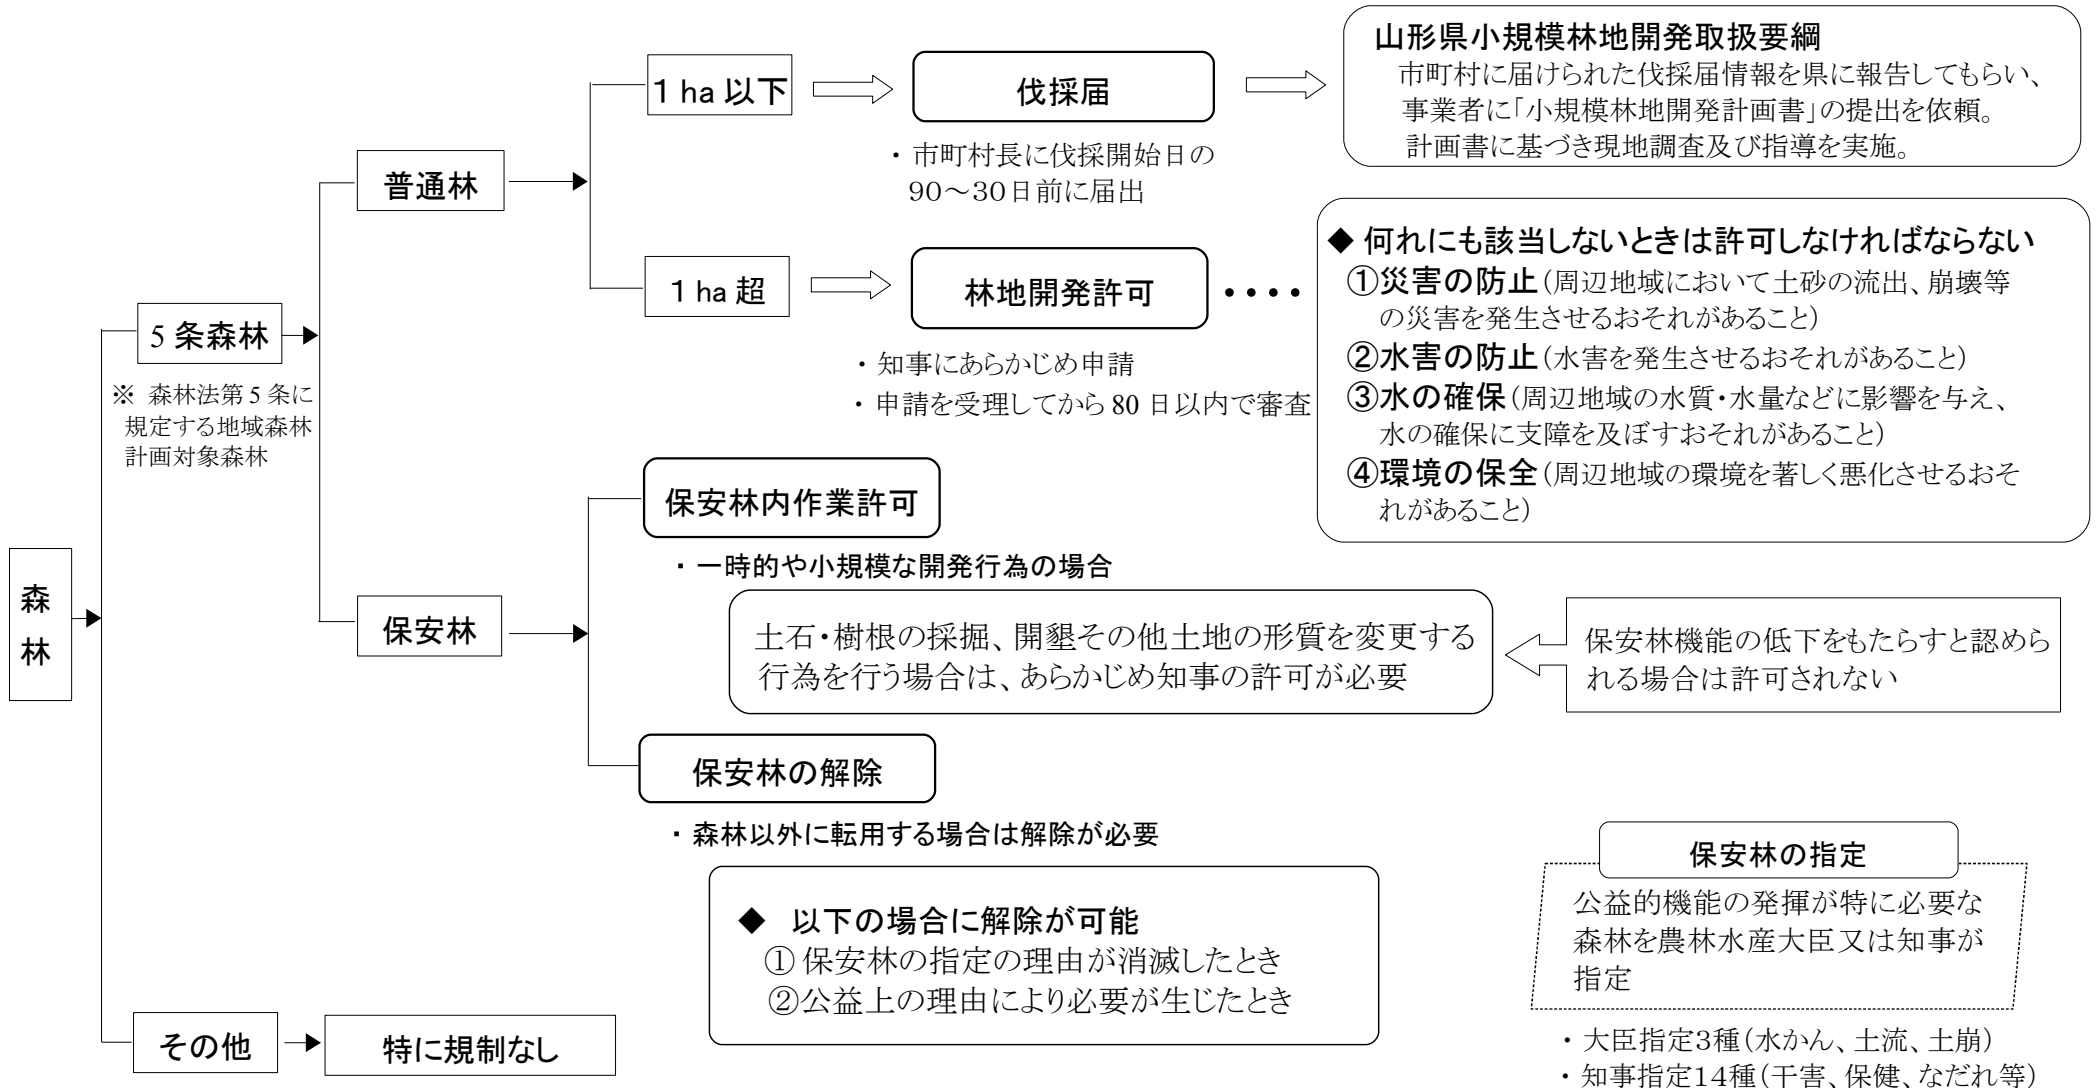 森
林
5 条森林
※ 森林法第 5 条に
規定する地域森林
計画対象森林
普通林
1 ha 以下
伐採届
・ 市町村長に伐採開始日の
90～30日前に届出
山形県小規模林地開発取扱要綱
市町村に届けられた伐採届情報を県に報告してもらい、
事業者に「小規模林地開発計画書」の提出を依頼。
計画書に基づき現地調査及び指導を実施。
1 ha 超
林地開発許可
・・・・
・ 知事にあらかじめ申請
・ 申請を受理してから 80 日以内で審査
◆ 何れにも該当しないときは許可しなければならない
①災害の防止(周辺地域において土砂の流出、崩壊等
の災害を発生させるおそれがあること)
②水害の防止(水害を発生させるおそれがあること)
③水の確保(周辺地域の水質・水量などに影響を与え、
水の確保に支障を及ぼすおそれがあること)
④環境の保全(周辺地域の環境を著しく悪化させるおそ
れがあること)
保安林
保安林内作業許可
・ 一時的や小規模な開発行為の場合
土石・樹根の採掘、開墾その他土地の形質を変更する
行為を行う場合は、あらかじめ知事の許可が必要
保安林機能の低下をもたらすと認めら
れる場合は許可されない
保安林の解除
・ 森林以外に転用する場合は解除が必要
◆ 以下の場合に解除が可能
① 保安林の指定の理由が消滅したとき
②公益上の理由により必要が生じたとき
保安林の指定
公益的機能の発揮が特に必要な
森林を農林水産大臣又は知事が
指定
・ 大臣指定3種(水かん、土流、土崩)
・ 知事指定14種(干害、保健、なだれ等)
その他
特に規制なし